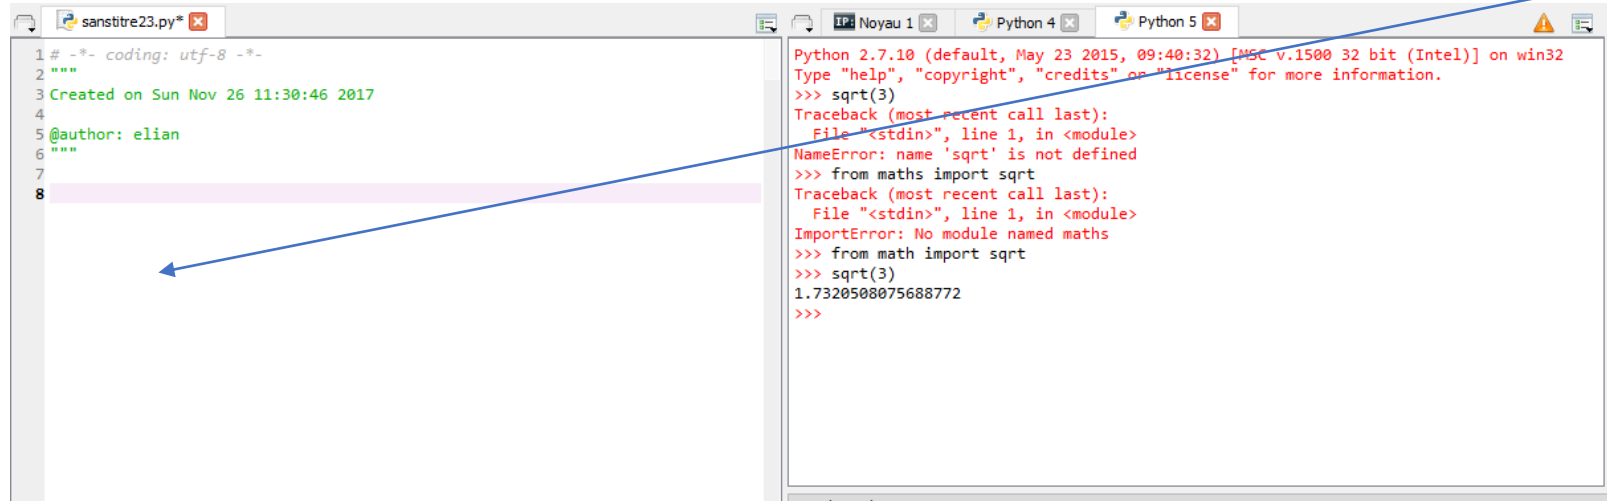 sanstitre23.py*
1 # -*- coding: utf-8 -*-
2 """
3 Created on Sun Nov 26 11:30:46 2017
4
5 @author: elian
6 """
7
8
IP: Noyau 1 Python 4 Python 5
Python 2.7.10 (default, May 23 2015, 09:40:32) [MSC v.1500 32 bit (Intel)] on win32
Type "help", "copyright", "credits" or "license" for more information.
>>> sqrt(3)
Traceback (most recent call last):
  File "<stdin>", line 1, in <module>
NameError: name 'sqrt' is not defined
>>> from maths import sqrt
Traceback (most recent call last):
  File "<stdin>", line 1, in <module>
ImportError: No module named maths
>>> from math import sqrt
>>> sqrt(3)
1.7320508075688772
>>>